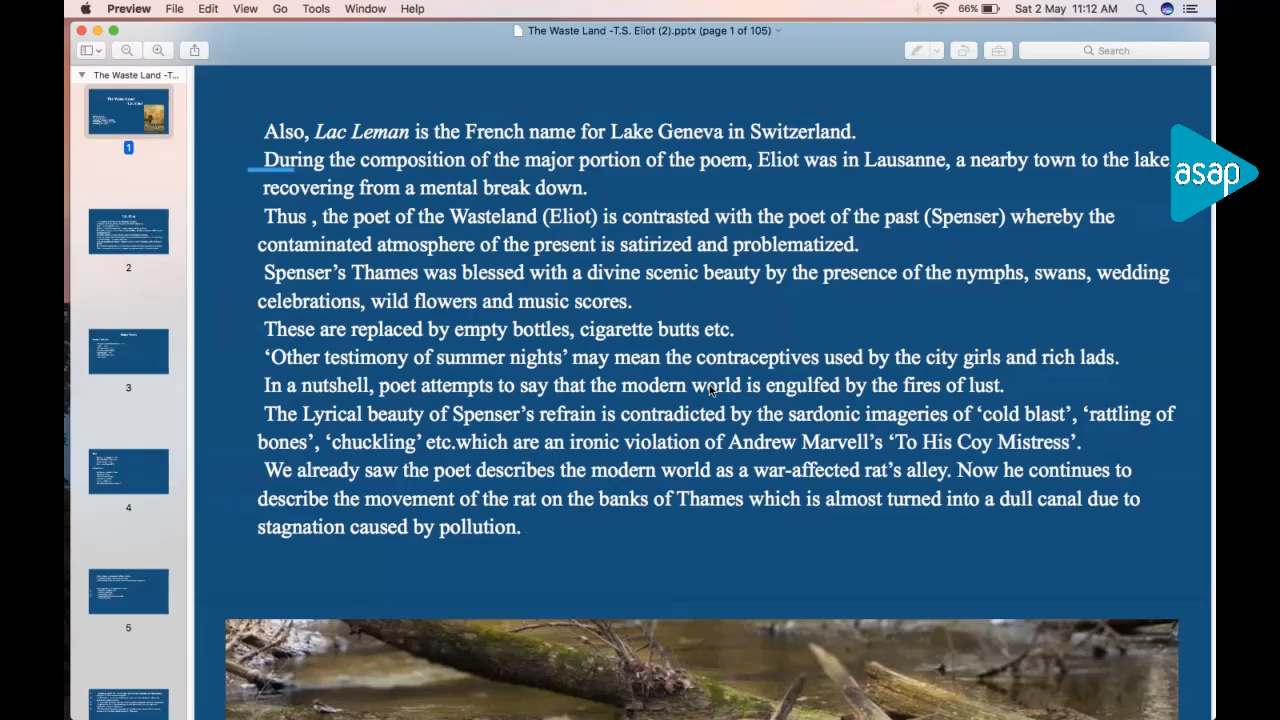 Preview File Edit View Go Tools Window Help 66% Sat 2 May 11:12 AM
The Waste Land -T.S. Eliot (2).pptx (page 1 of 105)
Search
The Waste Land -T...
Also, Lac Leman is the French name for Lake Geneva in Switzerland.
During the composition of the major portion of the poem, Eliot was in Lausanne, a nearby town to the lake
recovering from a mental break down.
Thus , the poet of the Wasteland (Eliot) is contrasted with the poet of the past (Spenser) whereby the
contaminated atmosphere of the present is satirized and problematized.
Spenser’s Thames was blessed with a divine scenic beauty by the presence of the nymphs, swans, wedding
celebrations, wild flowers and music scores.
These are replaced by empty bottles, cigarette butts etc.
‘Other testimony of summer nights’ may mean the contraceptives used by the city girls and rich lads.
In a nutshell, poet attempts to say that the modern world is engulfed by the fires of lust.
The Lyrical beauty of Spenser’s refrain is contradicted by the sardonic imageries of ‘cold blast’, ‘rattling of
bones’, ‘chuckling’ etc.which are an ironic violation of Andrew Marvell’s ‘To His Coy Mistress’.
We already saw the poet describes the modern world as a war-affected rat’s alley. Now he continues to
describe the movement of the rat on the banks of Thames which is almost turned into a dull canal due to
stagnation caused by pollution.
asap
1
2
3
4
5